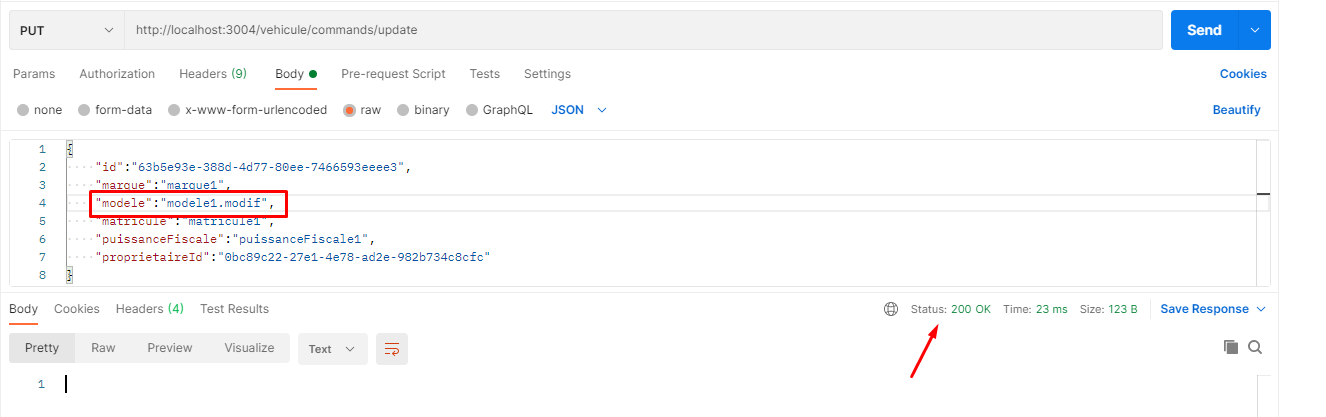 PUT http://localhost:3004/vehicule/commands/update Send
Params Authorization Headers (9) Body Pre-request Script Tests Settings Cookies
none form-data x-www-form-urlencoded raw binary GraphQL JSON Beautify
1 {
2 "id":"63b5e93e-388d-4d77-80ee-7466593eeee3",
3 "marque":"marque1",
4 "modele":"modele1.modif",
5 "matricule":"matricule1",
6 "puissanceFiscale":"puissanceFiscale1",
7 "proprietaireId":"0bc89c22-27e1-4e78-ad2e-982b734c8cfc"
8 }
Body Cookies Headers (4) Test Results Status: 200 OK Time: 23 ms Size: 123 B Save Response
Pretty Raw Preview Visualize Text
1